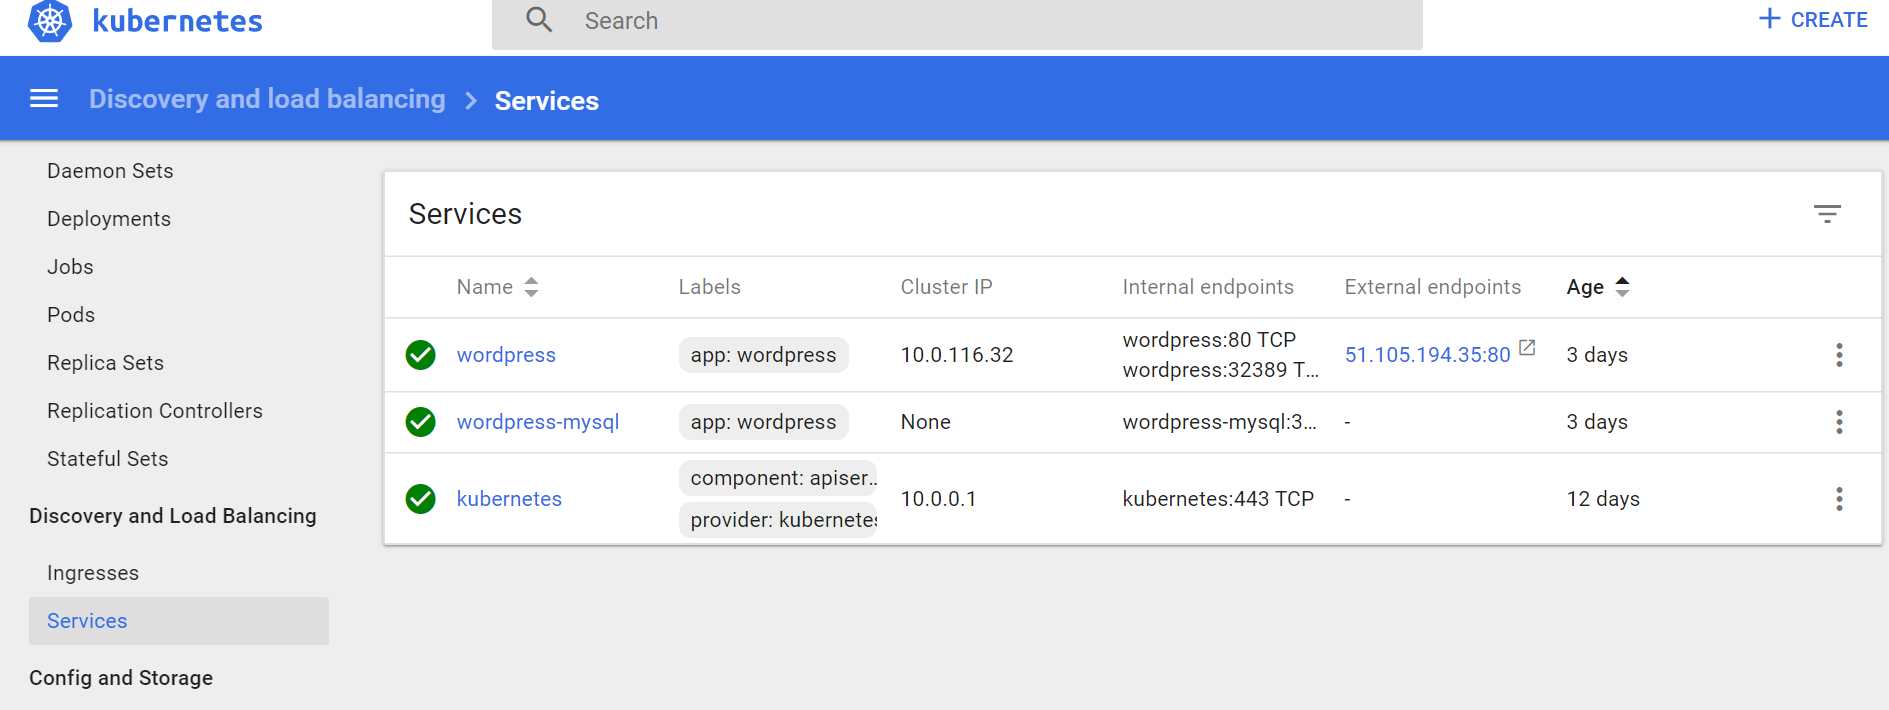 kubernetes
Search
CREATE
Discovery and load balancing > Services
Daemon Sets
Deployments
Jobs
Pods
Replica Sets
Replication Controllers
Stateful Sets
Discovery and Load Balancing
Ingresses
Services
Config and Storage
Services
Name Labels Cluster IP Internal endpoints External endpoints Age
wordpress app: wordpress 10.0.116.32 wordpress:80 TCP 51.105.194.35:80 3 days
wordpress:32389 T...
wordpress-mysql app: wordpress None wordpress-mysql:3... - 3 days
component: apiser...
kubernetes 10.0.0.1 kubernetes:443 TCP - 12 days
provider: kubernetes